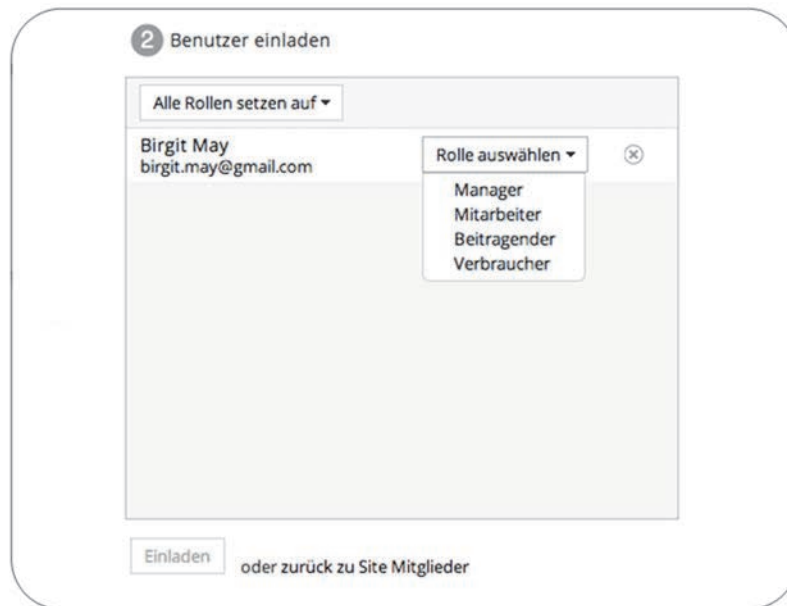 2 Benutzer einladen
Alle Rollen setzen auf
Birgit May
birgit.may@gmail.com
Rolle auswählen
Manager
Mitarbeiter
Beitragender
Verbraucher
Einladen
oder zurück zu Site Mitglieder